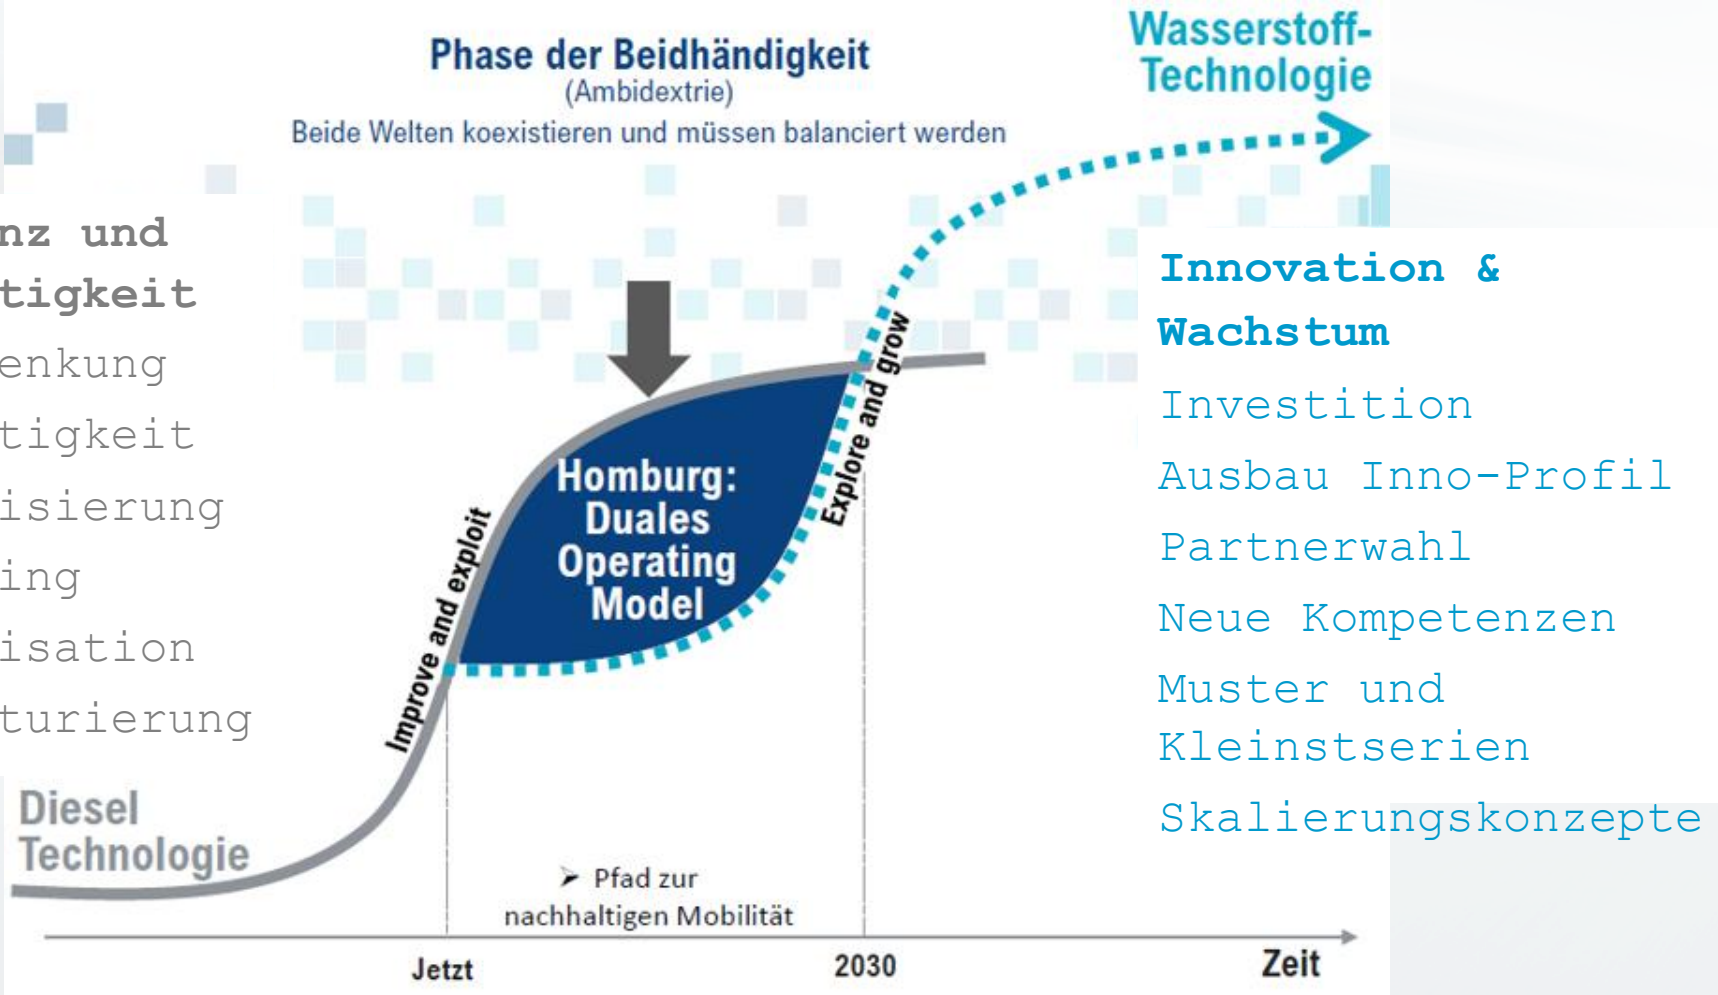 Phase der Beidhändigkeit
(Ambidextrie)
Beide Welten koexistieren und müssen balanciert werden
Wasserstoff-
Technologie
nz und
tigkeit
enkung
tigkeit
isierung
ing
isation
turierung
Diesel
Technologie
Improve and exploit
Homburg:
Duales
Operating
Model
Explore and grow
Innovation &
Wachstum
Investition
Ausbau Inno-Profil
Partnerwahl
Neue Kompetenzen
Muster und
Kleinstserien
Skalierungskonzepte
➢ Pfad zur
nachhaltigen Mobilität
Jetzt
2030
Zeit